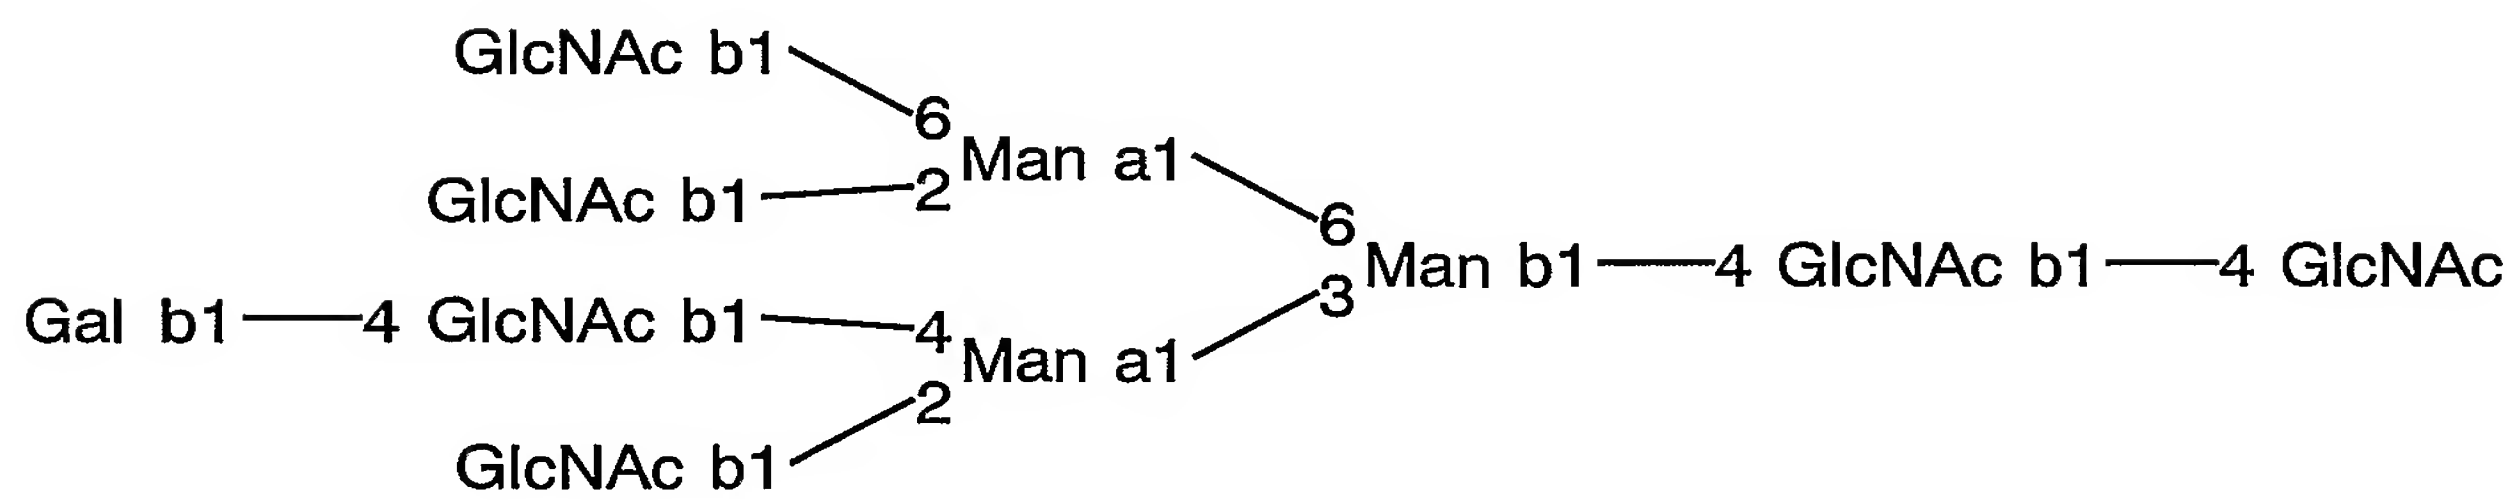 GlcNAc b1
6
Man a1
GlcNAc b1
2
6
Man b1
4 GlcNAc b1
4 GlcNAc
3
Gal b1
4 GlcNAc b1
4
Man a1
2
GlcNAc b1